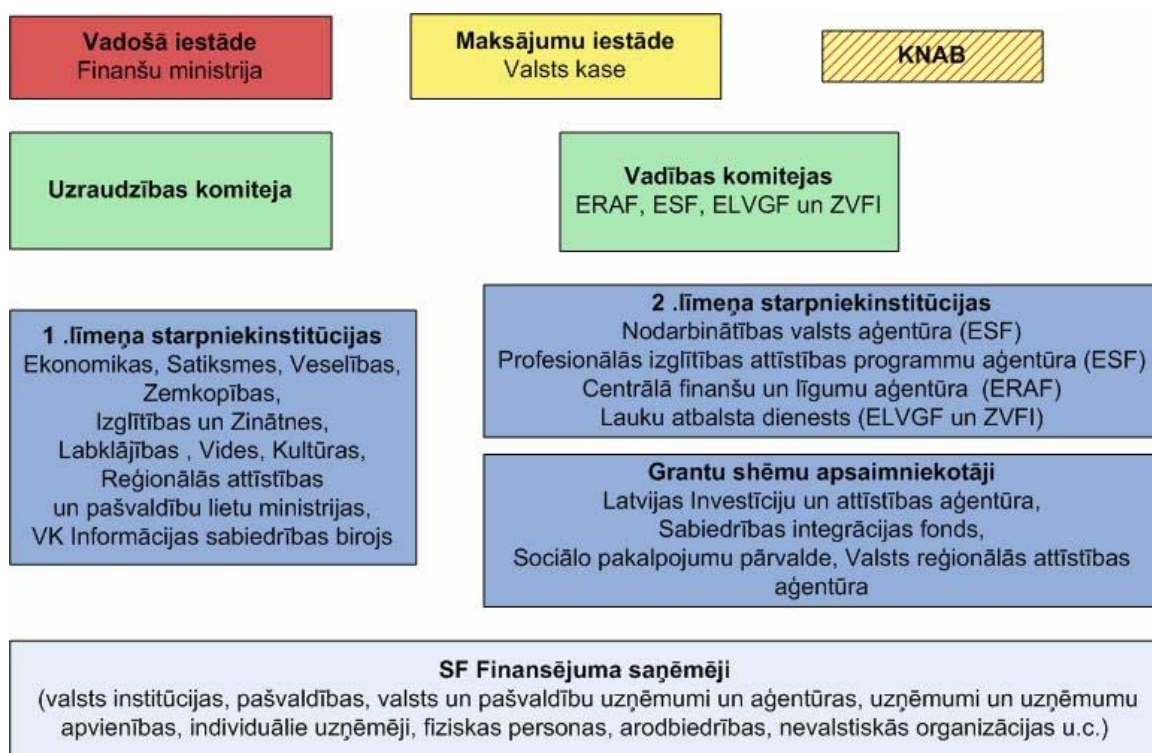 Vadošā iestāde
Finanšu ministrija
Maksājumu iestāde
Valsts kase
KNAB
Uzraudzības komiteja
Vadības komitejas
ERAF, ESF, ELVGF un ZVFI
1 .līmeņa starpniekinstitūcijas
Ekonomikas, Satiksmes, Veselības,
Zemkopības,
Izglītības un Zinātnes,
Labklājības , Vides, Kultūras,
Reģionālās attīstības
un pašvaldību lietu ministrijas,
VK Informācijas sabiedrības birojs
2 .līmeņa starpniekinstitūcijas
Nodarbinātības valsts aģentūra (ESF)
Profesionālās izglītības attīstības programmu aģentūra (ESF)
Centrālā finanšu un līgumu aģentūra (ERAF)
Lauku atbalsta dienests (ELVGF un ZVFI)
Grantu shēmu apsaimniekotāji
Latvijas Investīciju un attīstības aģentūra,
Sabiedrības integrācijas fonds,
Sociālo pakalpojumu pārvalde, Valsts reģionālās attīstības
aģentūra
SF Finansējuma saņēmēji
(valsts institūcijas, pašvaldības, valsts un pašvaldību uzņēmumi un aģentūras, uzņēmumi un uzņēmumu
apvienības, individuālie uzņēmēji, fiziskas personas, arodbiedrības, nevalstiskās organizācijas u.c.)